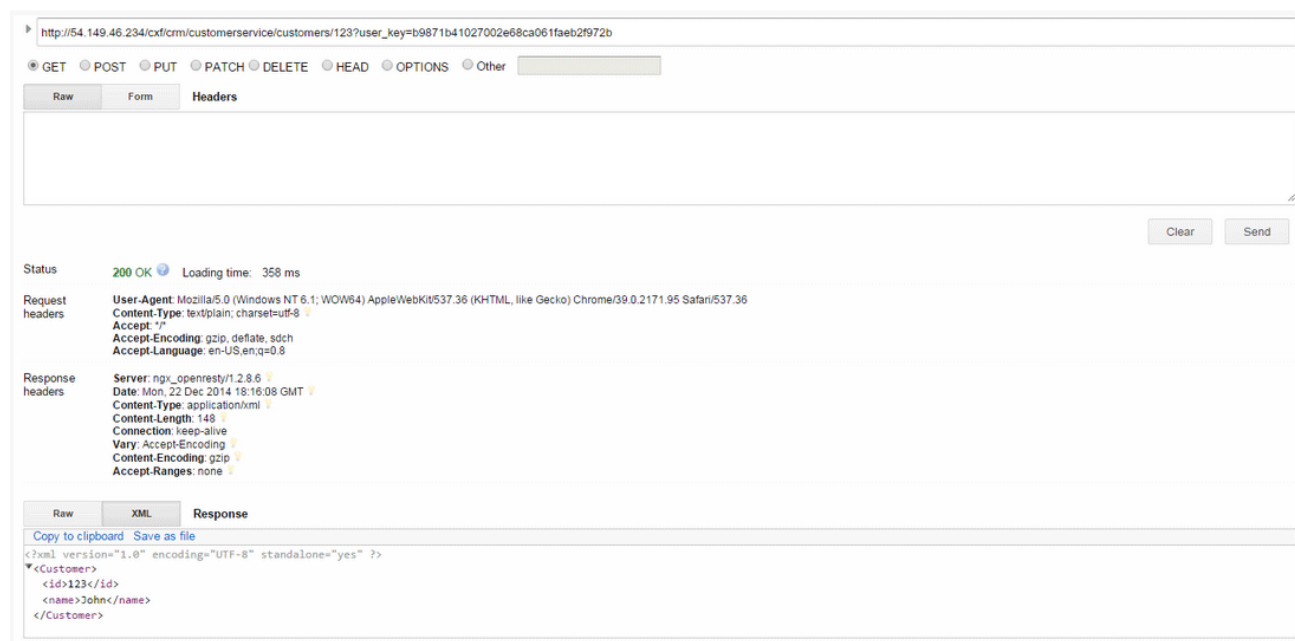 http://54.149.46.234/cxf/crm/customerservice/customers/123?user_key=b9871b41027002e68ca061faeb2f972b
GET POST PUT PATCH DELETE HEAD OPTIONS Other
Raw Form Headers
Clear Send
Status 200 OK Loading time: 358 ms
Request headers
User-Agent: Mozilla/5.0 (Windows NT 6.1; WOW64) AppleWebKit/537.36 (KHTML, like Gecko) Chrome/39.0.2171.95 Safari/537.36
Content-Type: text/plain; charset=utf-8
Accept: */*
Accept-Encoding: gzip, deflate, sdch
Accept-Language: en-US,en;q=0.8
Response headers
Server: ngx_openresty/1.2.8.6
Date: Mon, 22 Dec 2014 18:16:08 GMT
Content-Type: application/xml
Content-Length: 148
Connection: keep-alive
Vary: Accept-Encoding
Content-Encoding: gzip
Accept-Ranges: none
Raw XML Response
Copy to clipboard Save as file
<?xml version="1.0" encoding="UTF-8" standalone="yes" ?>
<Customer>
<id>123</id>
<name>John</name>
</Customer>